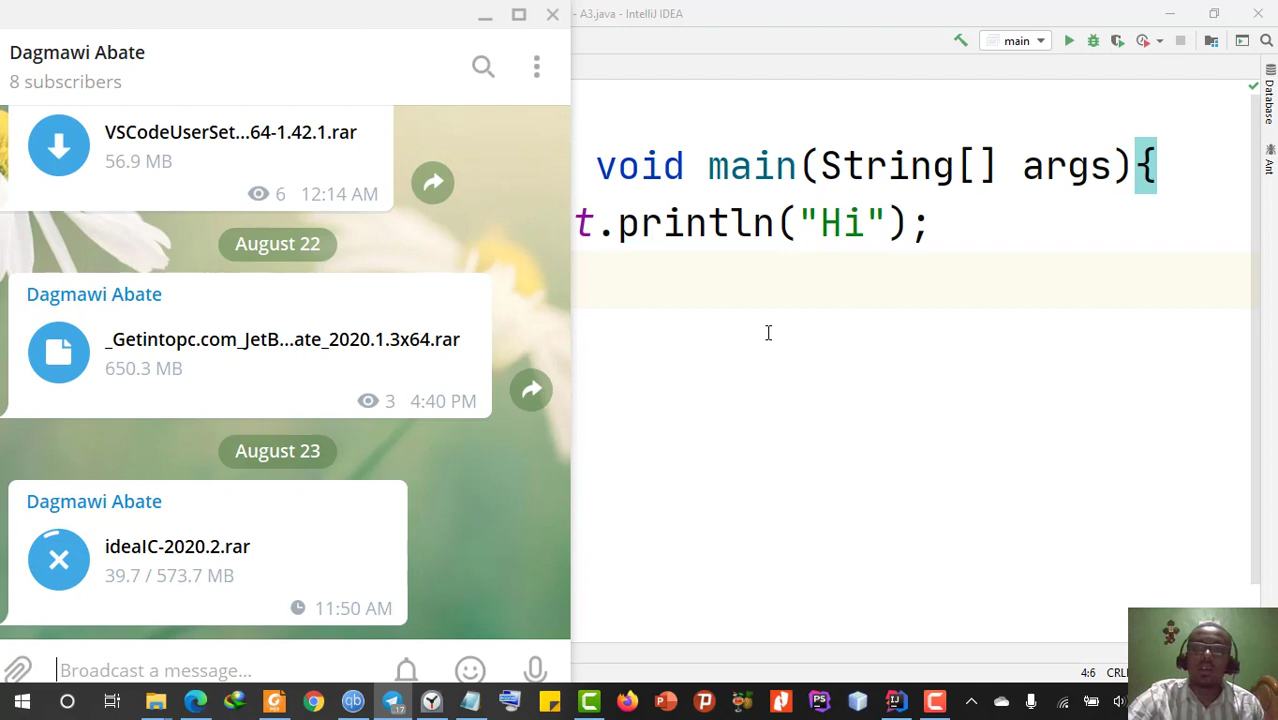 - A3.java - IntelliJ IDEA
Dagmawi Abate
8 subscribers
main
VSCodeUserSet...64-1.42.1.rar
56.9 MB
6 12:14 AM
August 22
Dagmawi Abate
_Getintopc.com_JetB...ate_2020.1.3x64.rar
650.3 MB
3 4:40 PM
August 23
Dagmawi Abate
ideaIC-2020.2.rar
39.7 / 573.7 MB
11:50 AM
Broadcast a message...
void main(String[] args){
t.println("Hi");
Database
Ant
4:6 CRL
17